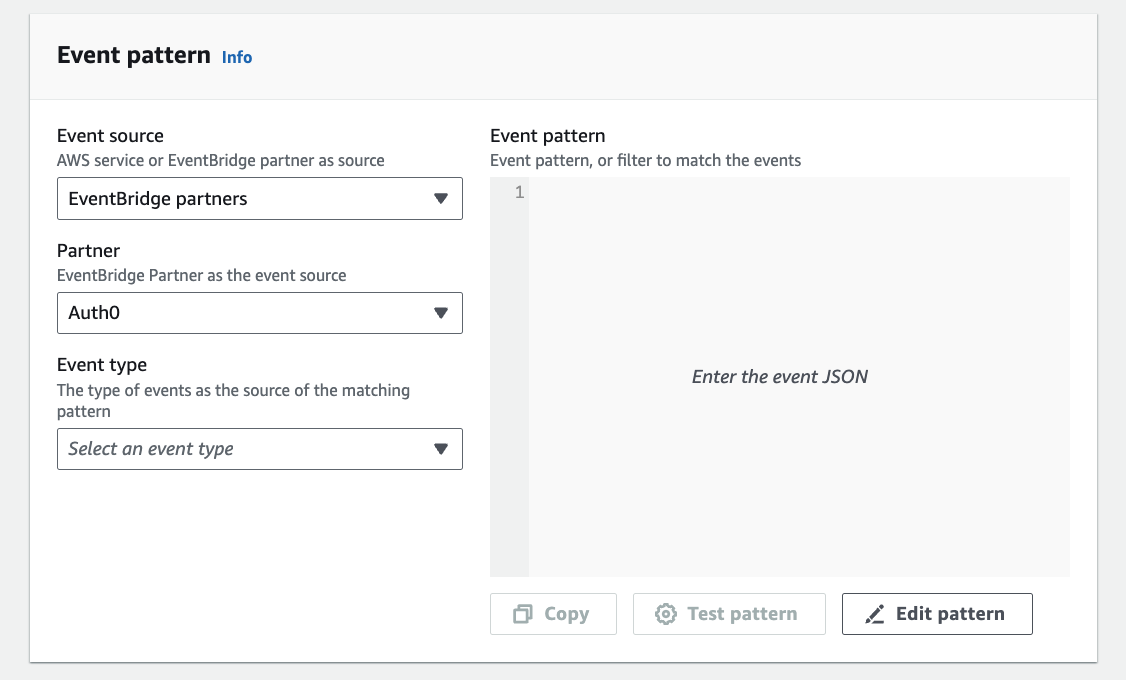 Event pattern Info
Event source
AWS service or EventBridge partner as source
EventBridge partners
Partner
EventBridge Partner as the event source
Auth0
Event type
The type of events as the source of the matching
pattern
Select an event type
Event pattern
Event pattern, or filter to match the events
1
Enter the event JSON
Copy
Test pattern
Edit pattern